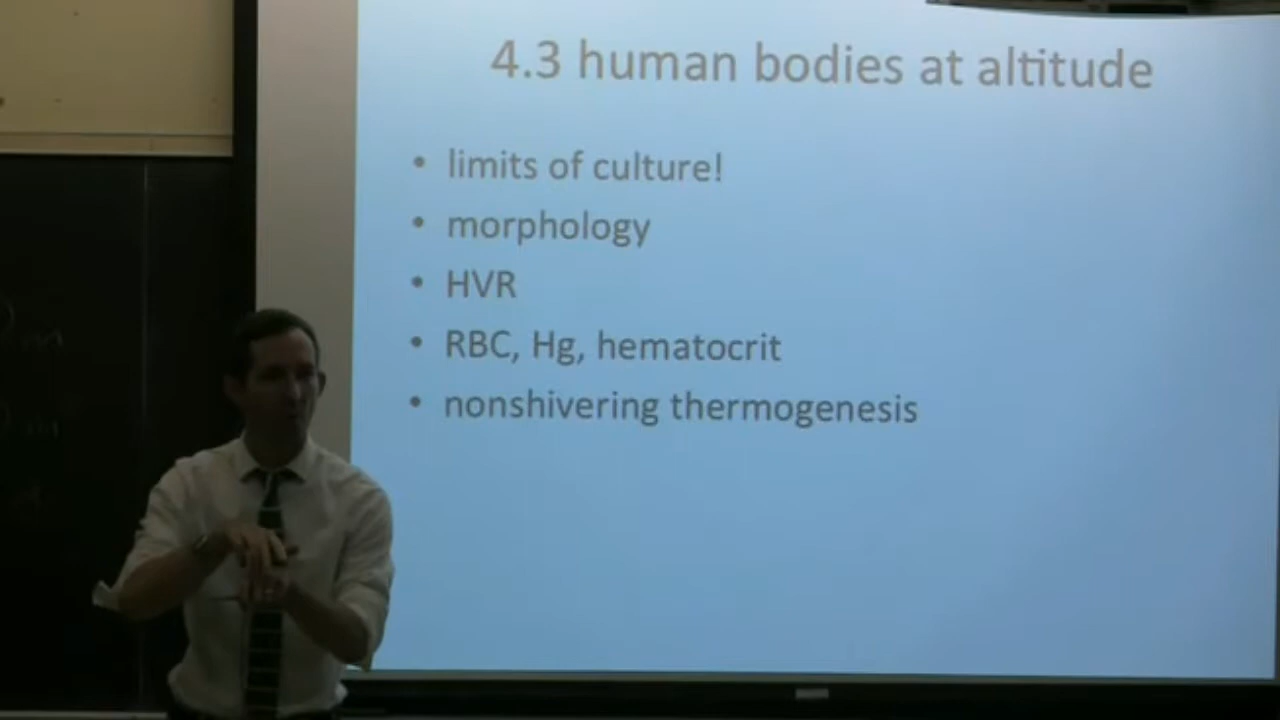 4.3 human bodies at altitude
• limits of culture!
• morphology
• HVR
• RBC, Hg, hematocrit
• nonshivering thermogenesis